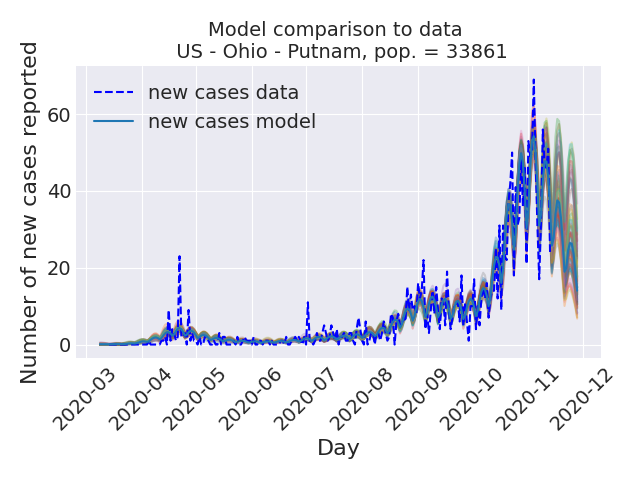 Model comparison to data
US - Ohio - Putnam, pop. = 33861
new cases data
new cases model
Number of new cases reported
60
40
20
0
2020-03
2020-04
2020-05
2020-06
2020-07
2020-08
2020-09
2020-10
2020-11
2020-12
Day